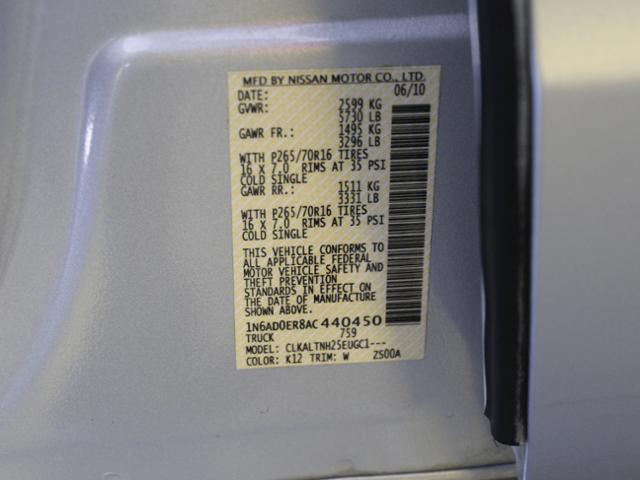 MFD BY NISSAN MOTOR CO., LTD.
DATE: 06/10
GVWR: 2599 KG
5730 LB
GAWR FR.: 1495 KG
3296 LB
WITH P265/70R16 TIRES
16 X 7.0 RIMS AT 35 PSI
COLD SINGLE
GAWR RR.: 1511 KG
3331 LB
WITH P265/70R16 TIRES
16 X 7.0 RIMS AT 35 PSI
COLD SINGLE
THIS VEHICLE CONFORMS TO
ALL APPLICABLE FEDERAL
MOTOR VEHICLE SAFETY AND
THEFT PREVENTION
STANDARDS IN EFFECT ON
THE DATE OF MANUFACTURE
SHOWN ABOVE.
1N6AD0ER8AC440450
TRUCK 759
MODEL: CLKALTNH25EUGC1---
COLOR: K12 TRIM: W ZS00A